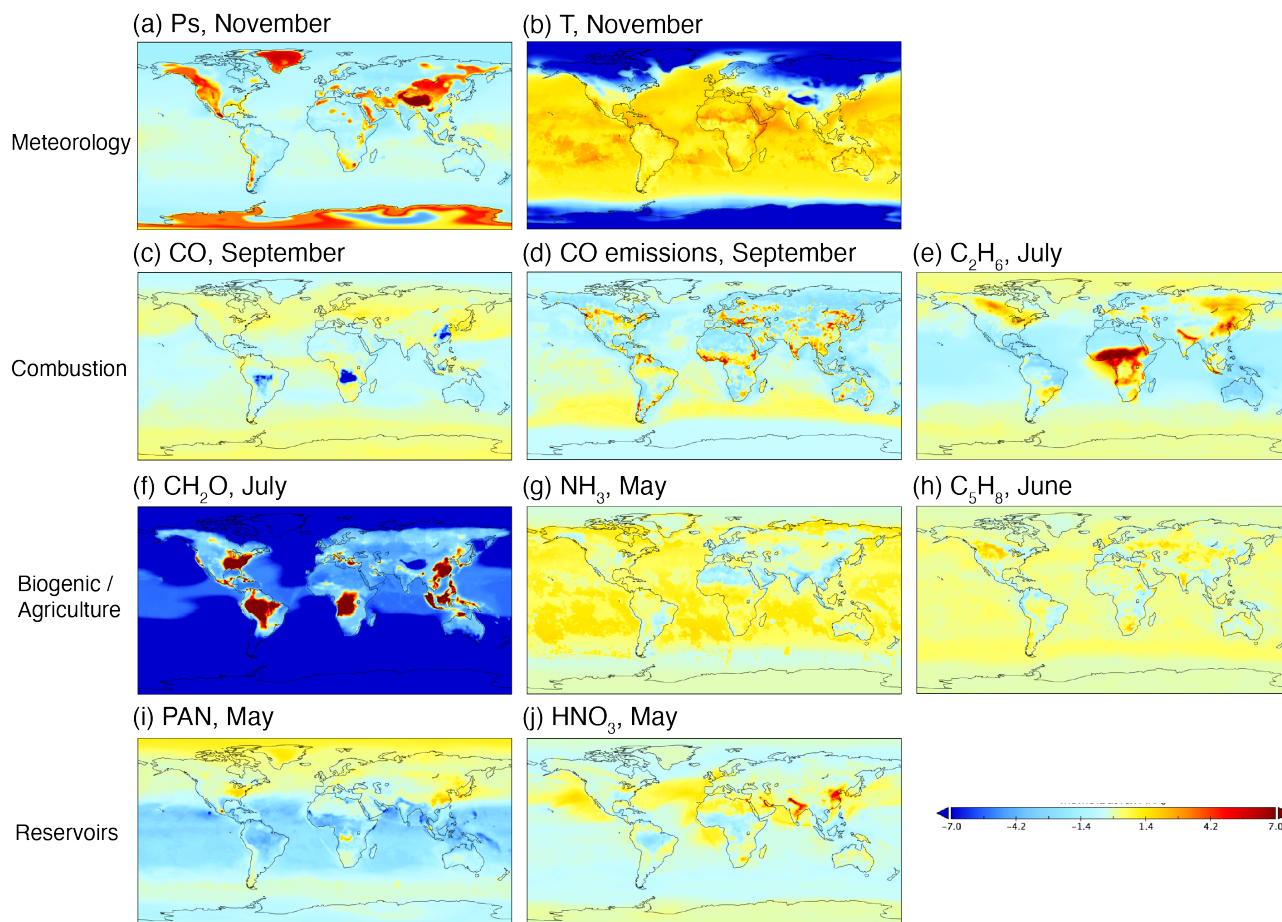 (a) Ps, November
(b) T, November
Meteorology
(c) CO, September
(d) CO emissions, September
(e) C₂H₆, July
Combustion
(f) CH₂O, July
(g) NH₃, May
(h) C₅H₈, June
Biogenic /
Agriculture
(i) PAN, May
(j) HNO₃, May
Reservoirs
−7.0 −4.2 −1.4 1.4 4.2 7.0